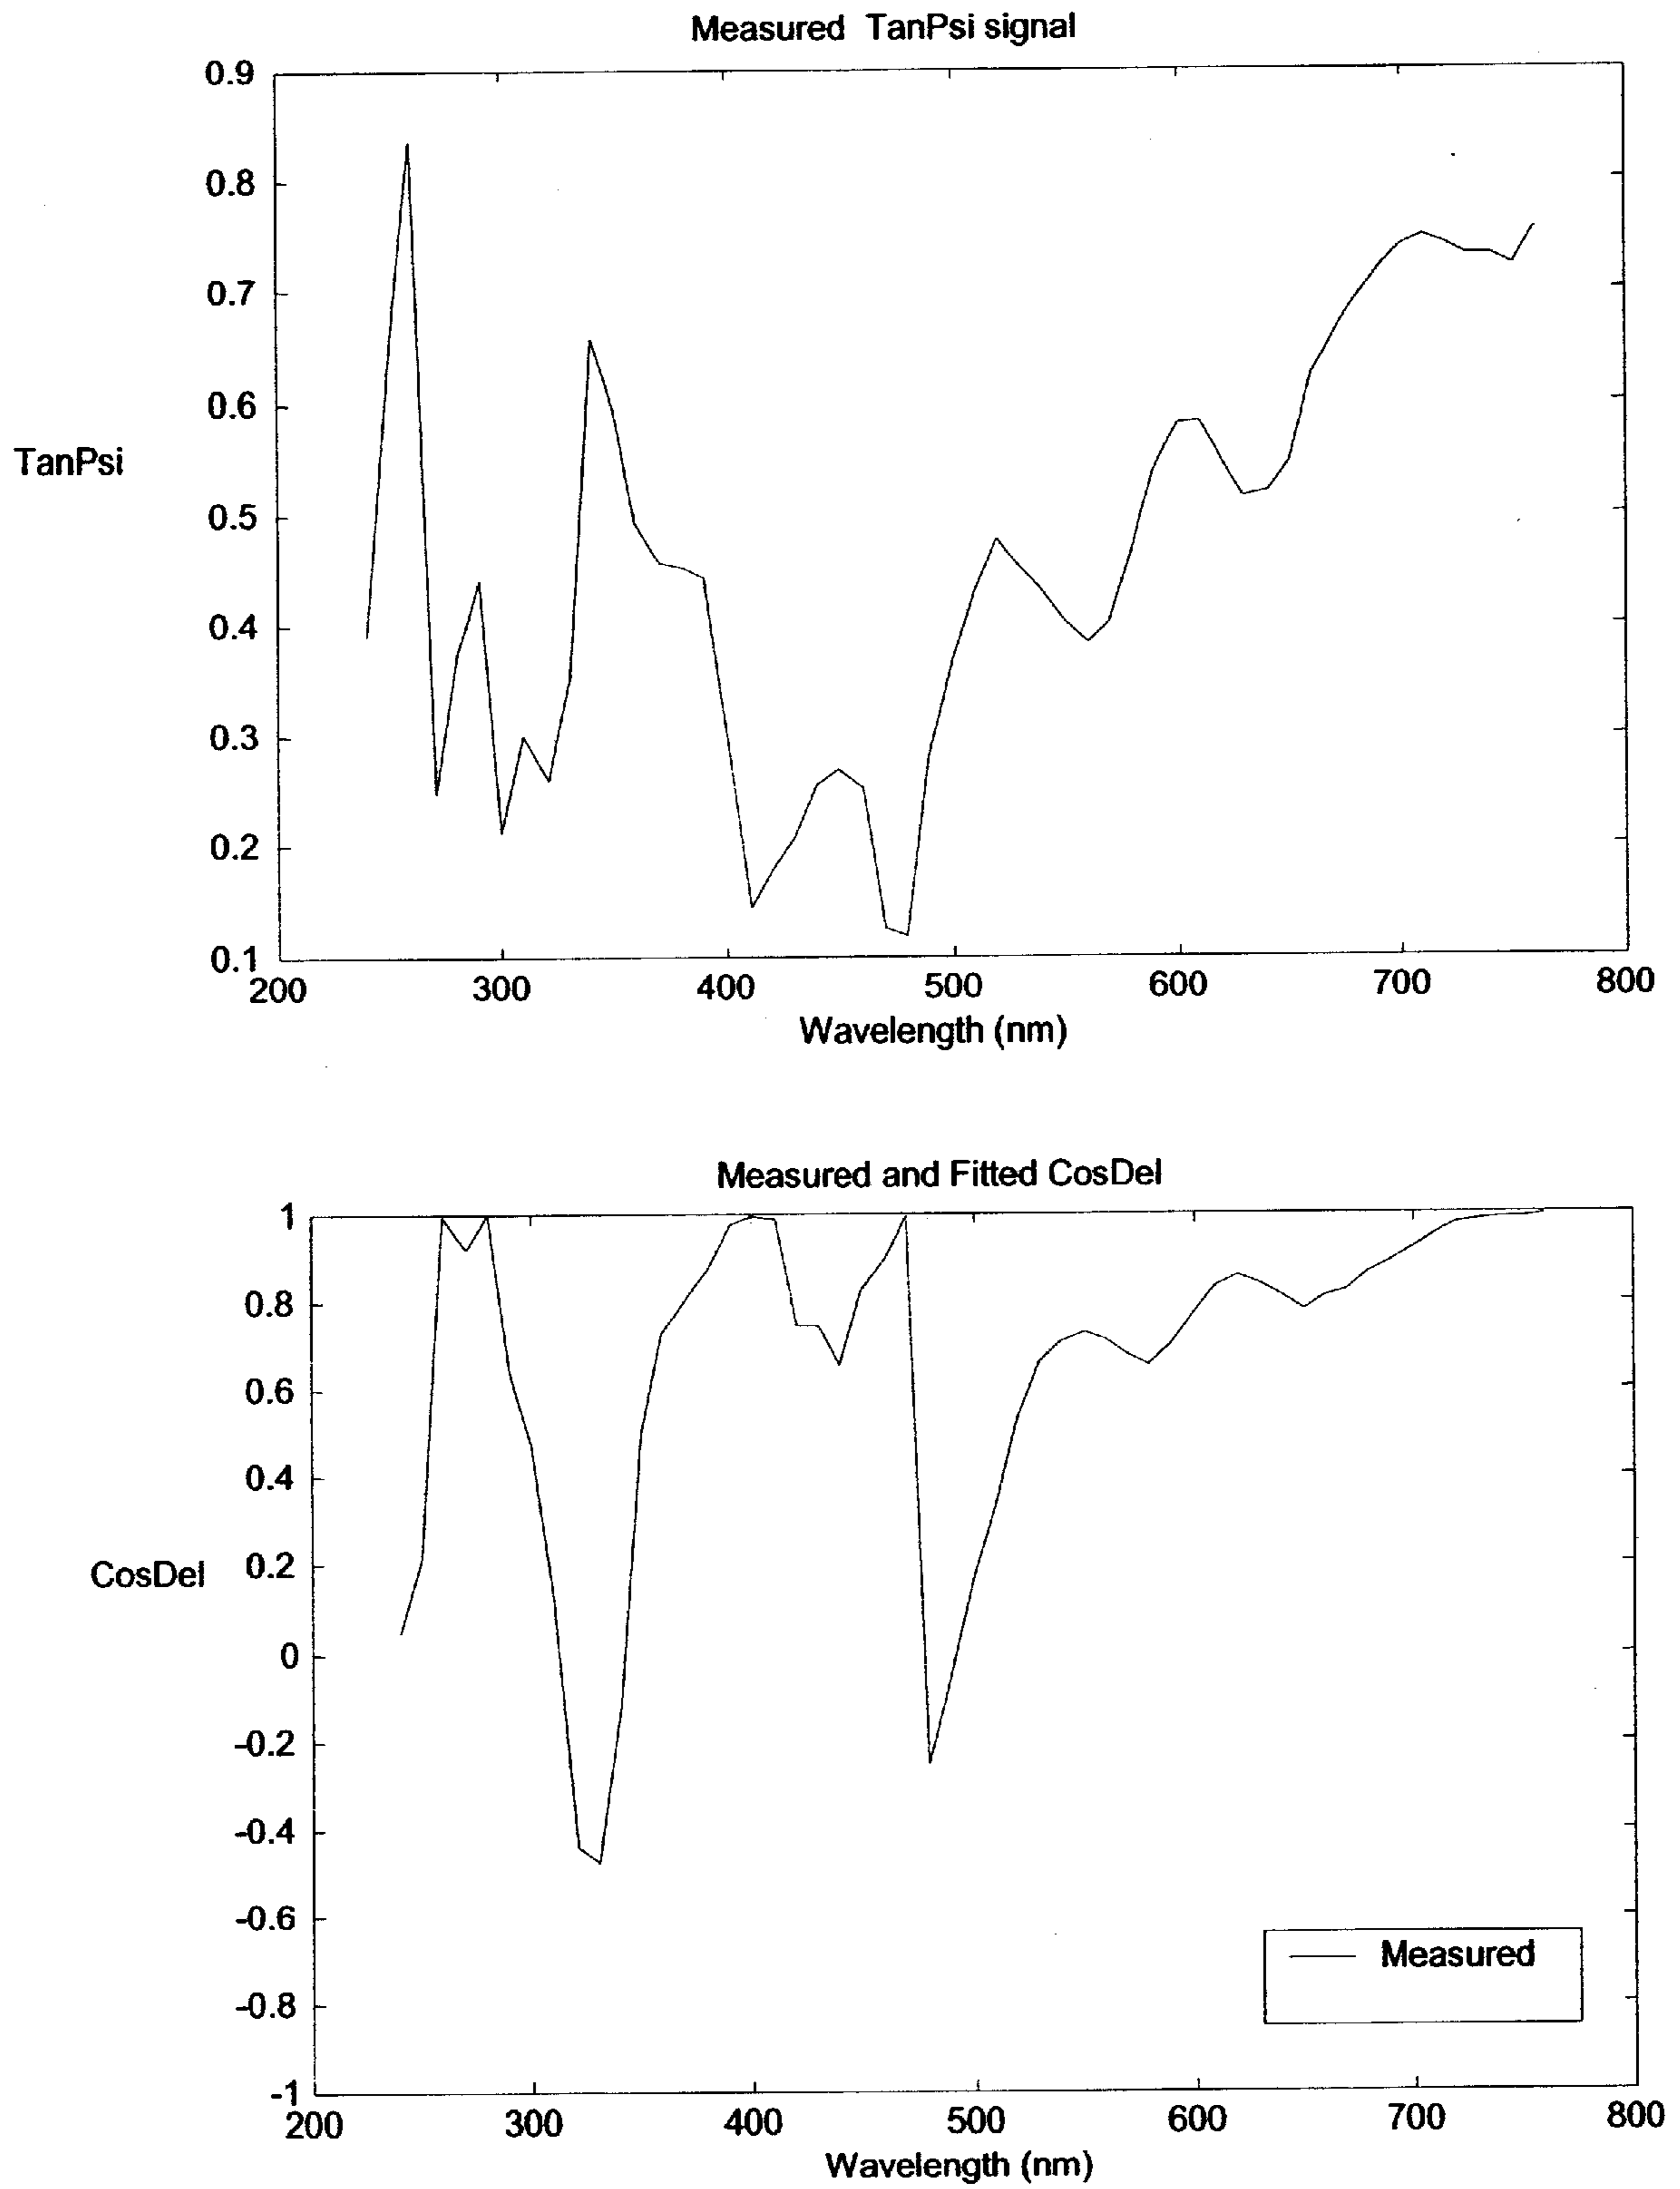 Measured TanPsi signal
0.9
0.8
0.7
0.6
TanPsi
0.5
0.4
0.3
0.2
0.1
200 300 400 500 600 700 800
Wavelength (nm)
Measured and Fitted CosDel
1
0.8
0.6
0.4
CosDel 0.2
0
-0.2
-0.4
-0.6
Measured
-0.8
-1
200 300 400 500 600 700 800
Wavelength (nm)